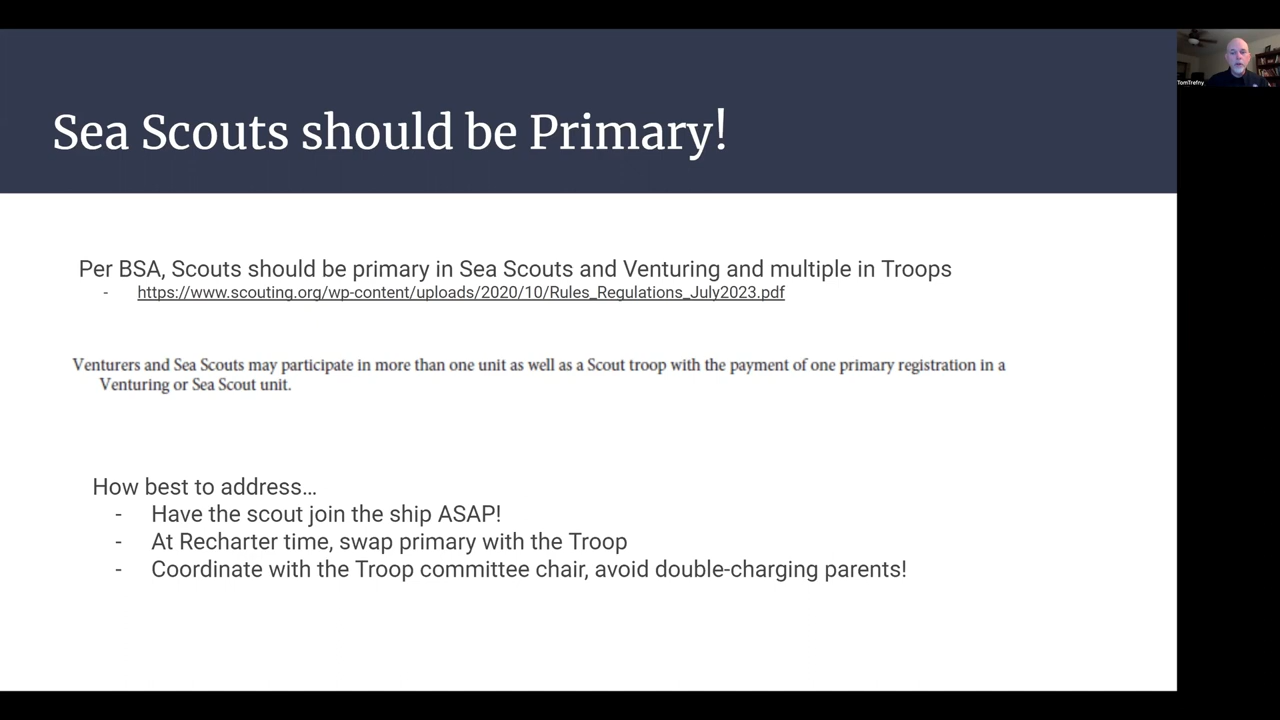 Sea Scouts should be Primary!
TomTrefny
Per BSA, Scouts should be primary in Sea Scouts and Venturing and multiple in Troops
- https://www.scouting.org/wp-content/uploads/2020/10/Rules_Regulations_July2023.pdf
Venturers and Sea Scouts may participate in more than one unit as well as a Scout troop with the payment of one primary registration in a
Venturing or Sea Scout unit.
How best to address…
- Have the scout join the ship ASAP!
- At Recharter time, swap primary with the Troop
- Coordinate with the Troop committee chair, avoid double-charging parents!